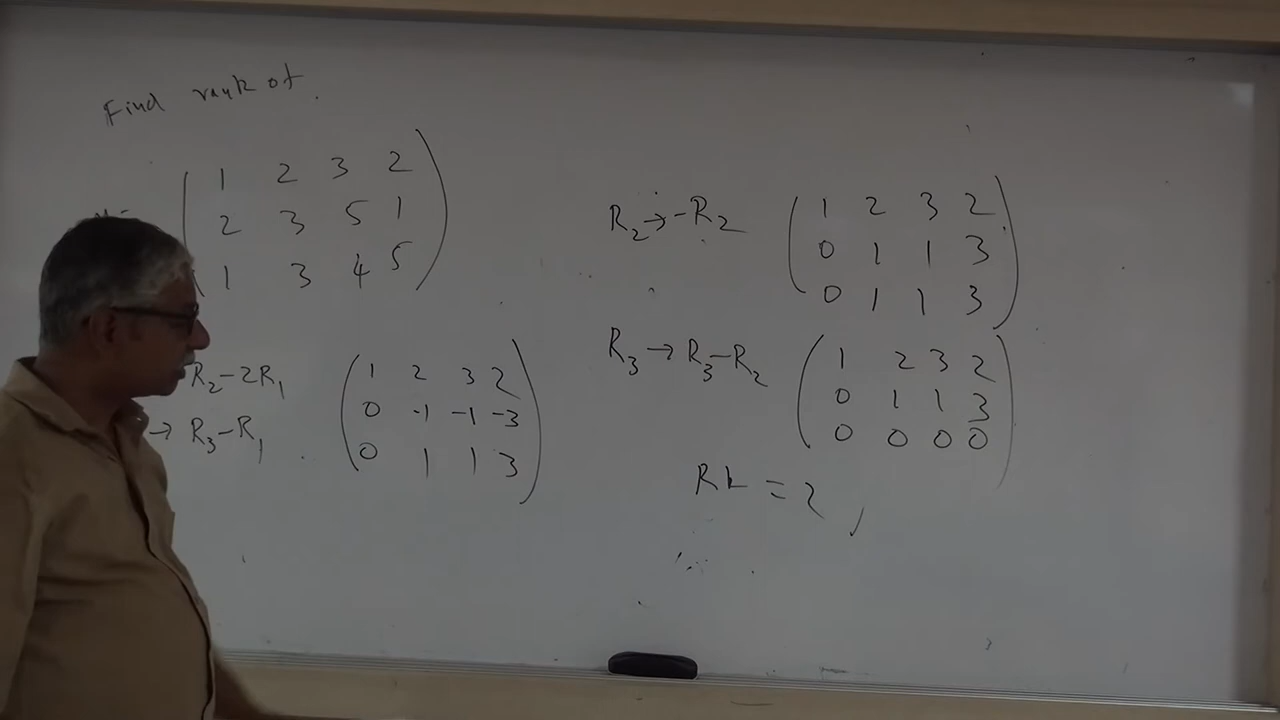 Find rank of
1 2 3 2
2 3 5 1
1 3 4 5
R2-2R1
→ R3-R1
1 2 3 2
0 -1 -1 -3
0 1 1 3
R2→-R2
1 2 3 2
0 1 1 3
0 1 1 3
R3→R3-R2
1 2 3 2
0 1 1 3
0 0 0 0
Rk = 2